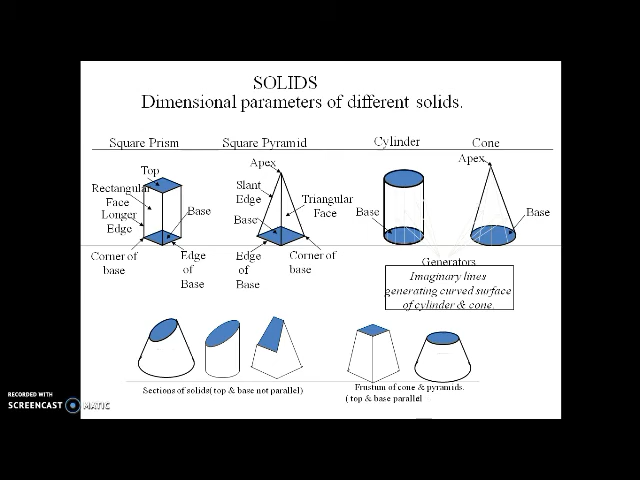 SOLIDS
Dimensional parameters of different solids.
Square Prism
Square Pyramid
Cylinder
Cone
Top
Rectangular
Face
Longer
Edge
Base
Corner of
base
Edge
of
Base
Apex
Slant
Edge
Triangular
Face
Base
Edge
of
Base
Corner of
base
Base
Apex
Base
Generators
Imaginary lines
generating curved surface
of cylinder & cone.
Sections of solids( top & base not parallel)
Frustum of cone & pyramids.
( top & base parallel
RECORDED WITH
SCREENCAST MATIC